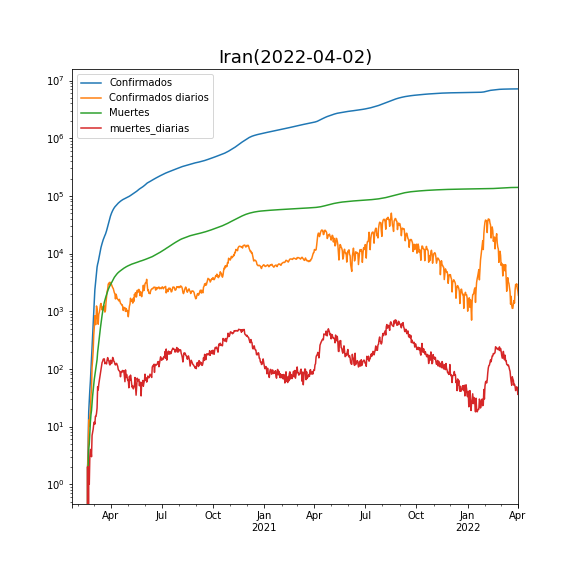 Iran(2022-04-02)
Confirmados
Confirmados diarios
Muertes
muertes_diarias
10⁷
10⁶
10⁵
10⁴
10³
10²
10¹
10⁰
Apr Jul Oct Jan Apr Jul Oct Jan Apr
2021 2022